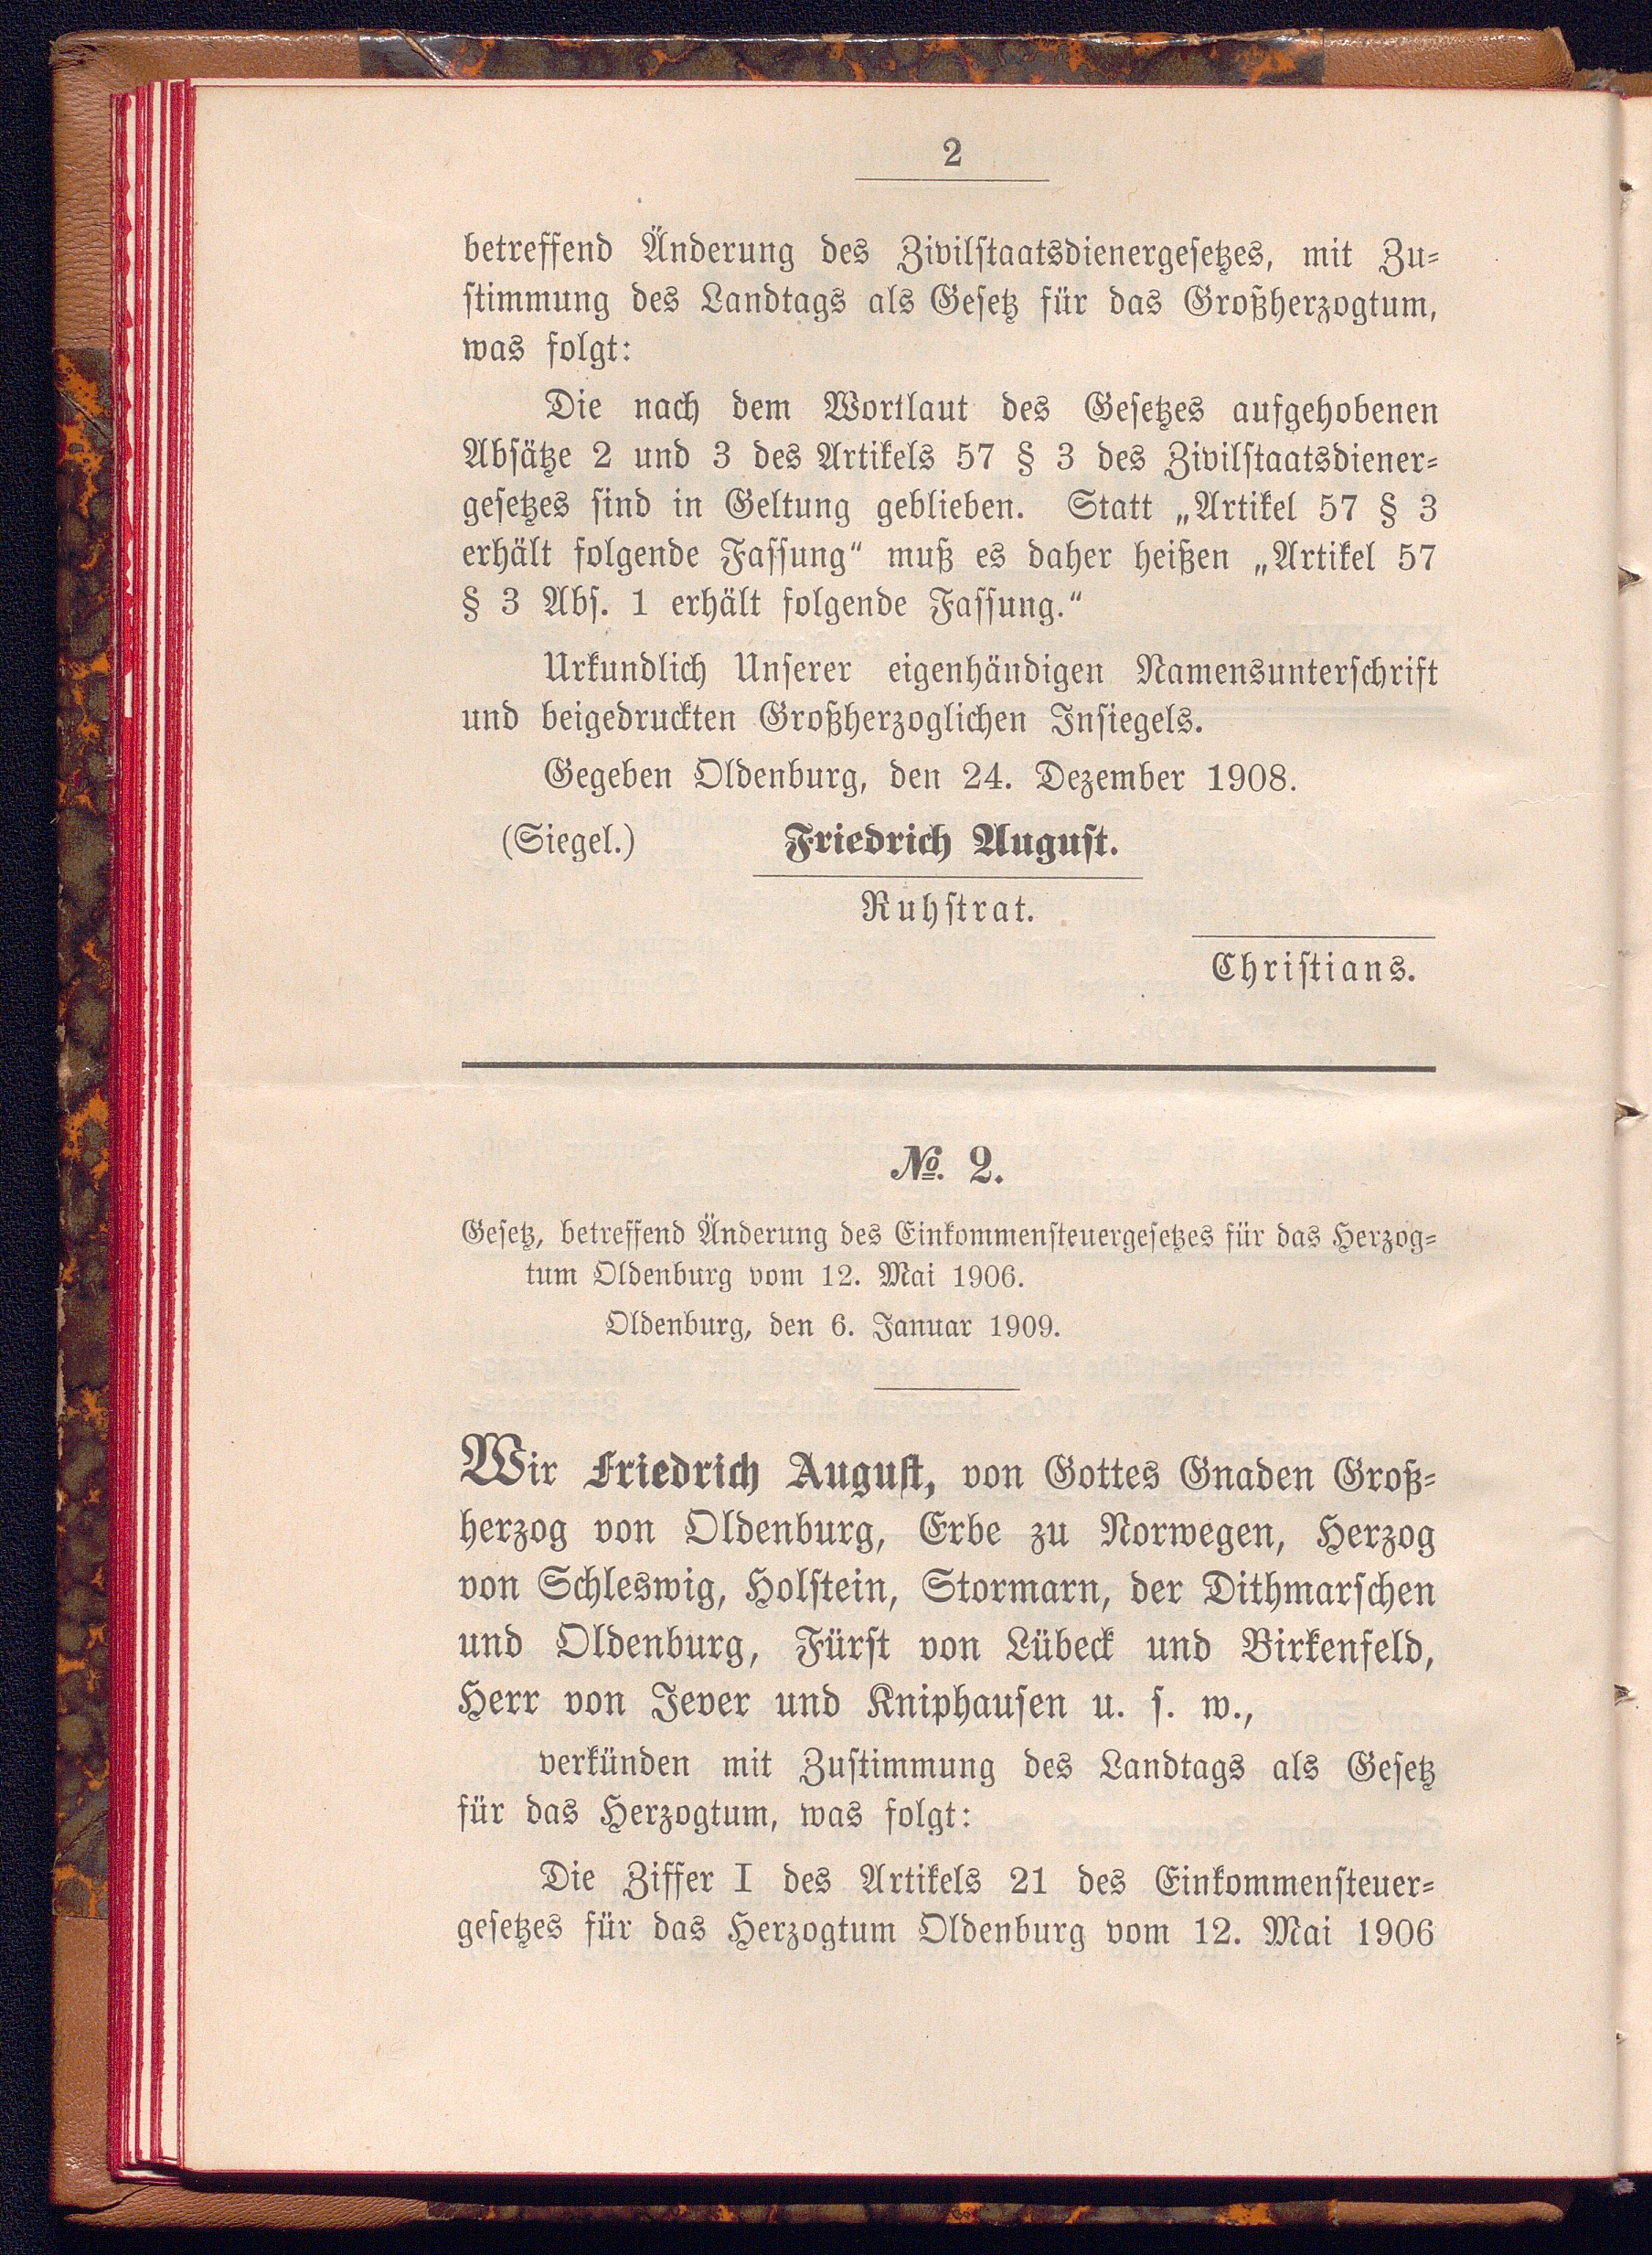 2
betreffend Änderung des Zivilstaatsdienergesetzes, mit Zu-
stimmung des Landtags als Gesetz für das Großherzogtum,
was folgt:
Die nach dem Wortlaut des Gesetzes aufgehobenen
Absätze 2 und 3 des Artikels 57 § 3 des Zivilstaatsdiener-
gesetzes sind in Geltung geblieben. Statt „Artikel 57 § 3
erhält folgende Fassung“ muß es daher heißen „Artikel 57
§ 3 Abs. 1 erhält folgende Fassung.“
Urkundlich Unserer eigenhändigen Namensunterschrift
und beigedruckten Großherzoglichen Insiegels.
Gegeben Oldenburg, den 24. Dezember 1908.
(Siegel.) Friedrich August.
Ruhstrat.
Christians.
№. 2.
Gesetz, betreffend Änderung des Einkommensteuergesetzes für das Herzog-
tum Oldenburg vom 12. Mai 1906.
Oldenburg, den 6. Januar 1909.
Wir Friedrich August, von Gottes Gnaden Groß-
herzog von Oldenburg, Erbe zu Norwegen, Herzog
von Schleswig, Holstein, Stormarn, der Dithmarschen
und Oldenburg, Fürst von Lübeck und Birkenfeld,
Herr von Jever und Kniphausen u. s. w.,
verkünden mit Zustimmung des Landtags als Gesetz
für das Herzogtum, was folgt:
Die Ziffer I des Artikels 21 des Einkommensteuer-
gesetzes für das Herzogtum Oldenburg vom 12. Mai 1906